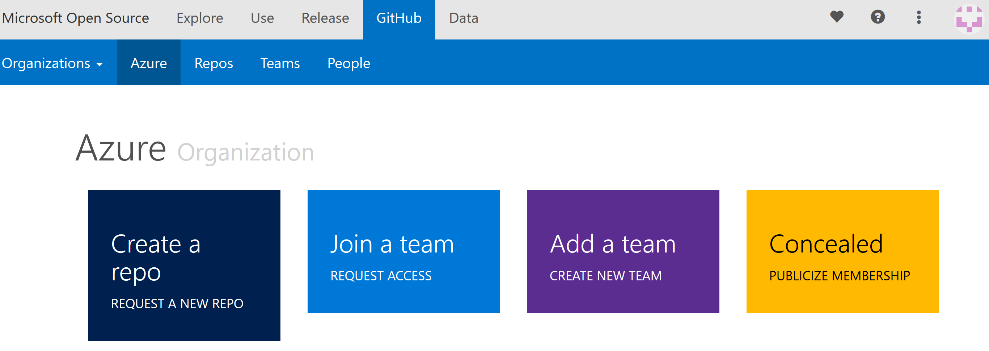 Microsoft Open Source Explore Use Release GitHub Data
Organizations Azure Repos Teams People
Azure Organization
Create a
repo
REQUEST A NEW REPO
Join a team
REQUEST ACCESS
Add a team
CREATE NEW TEAM
Concealed
PUBLICIZE MEMBERSHIP